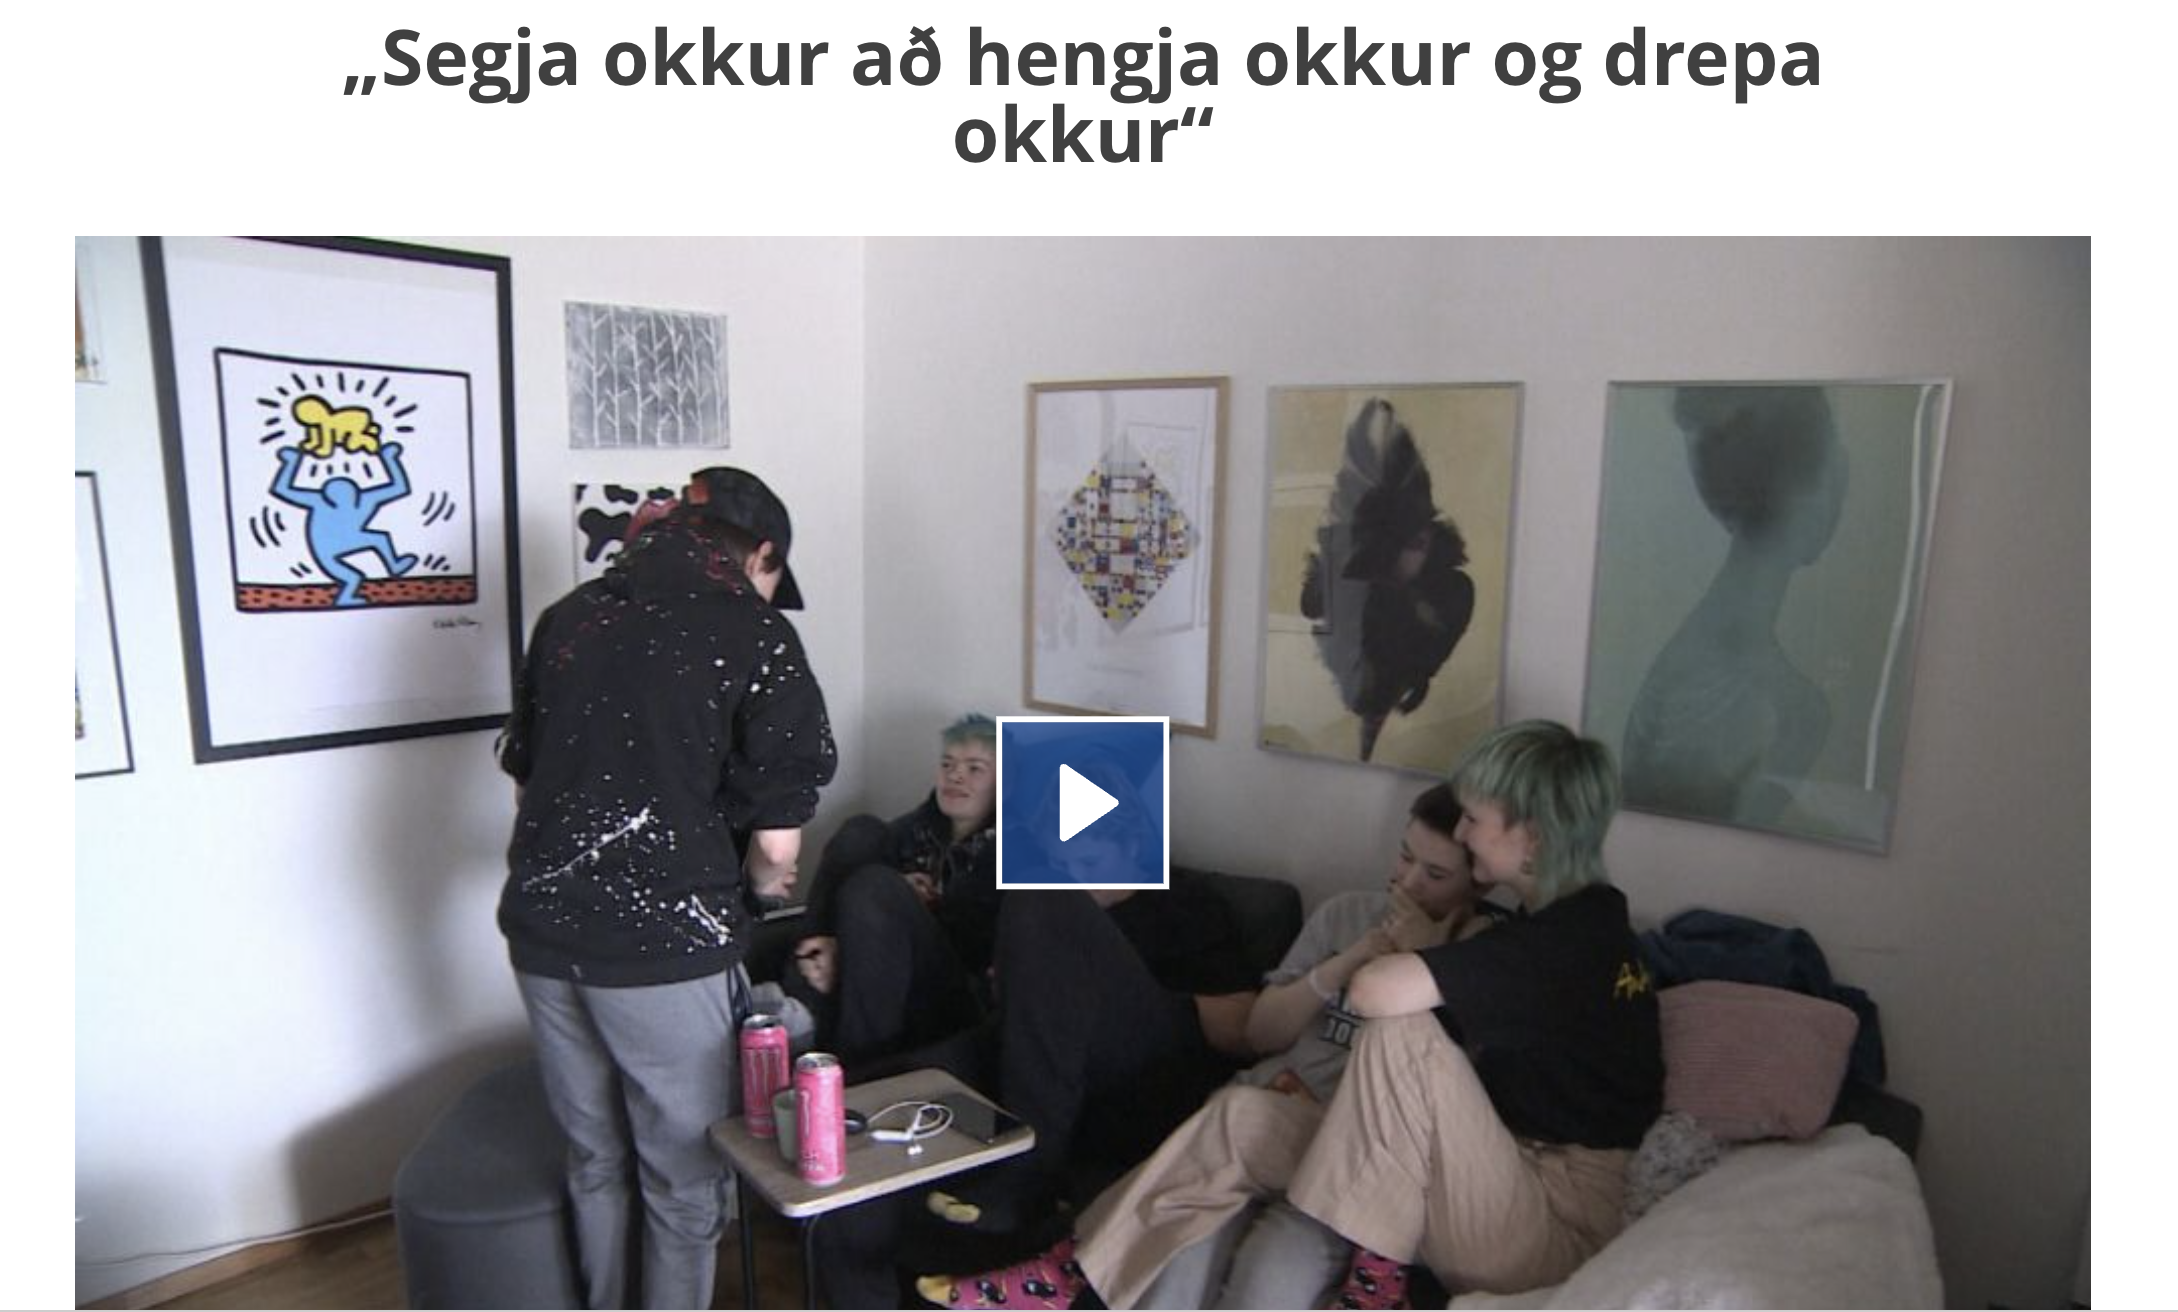 „Segja okkur að hengja okkur og drepa
okkur“